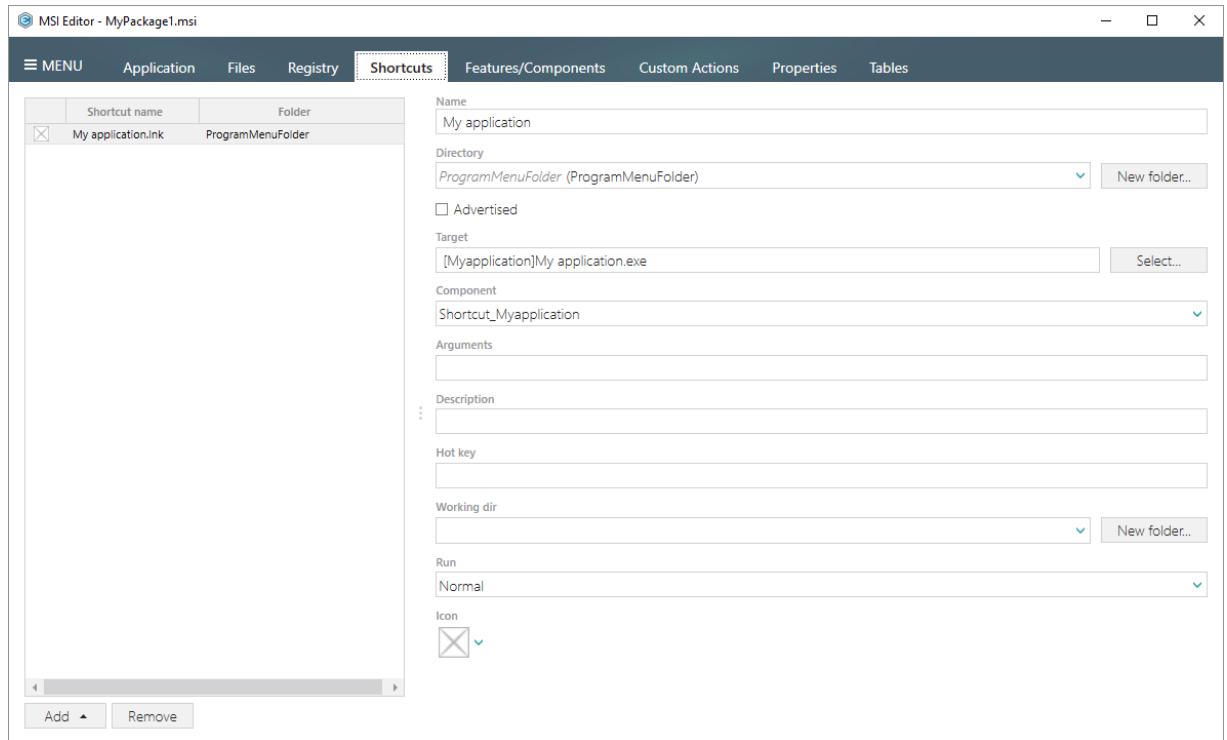 MSI Editor - MyPackage1.msi
MENU Application Files Registry Shortcuts Features/Components Custom Actions Properties Tables
Shortcut name Folder
My application.lnk ProgramMenuFolder
Name
My application
Directory
ProgramMenuFolder (ProgramMenuFolder)
New folder...
Advertised
Target
[Myapplication]My application.exe
Select...
Component
Shortcut_Myapplication
Arguments
Description
Hot key
Working dir
New folder...
Run
Normal
Icon
Add Remove